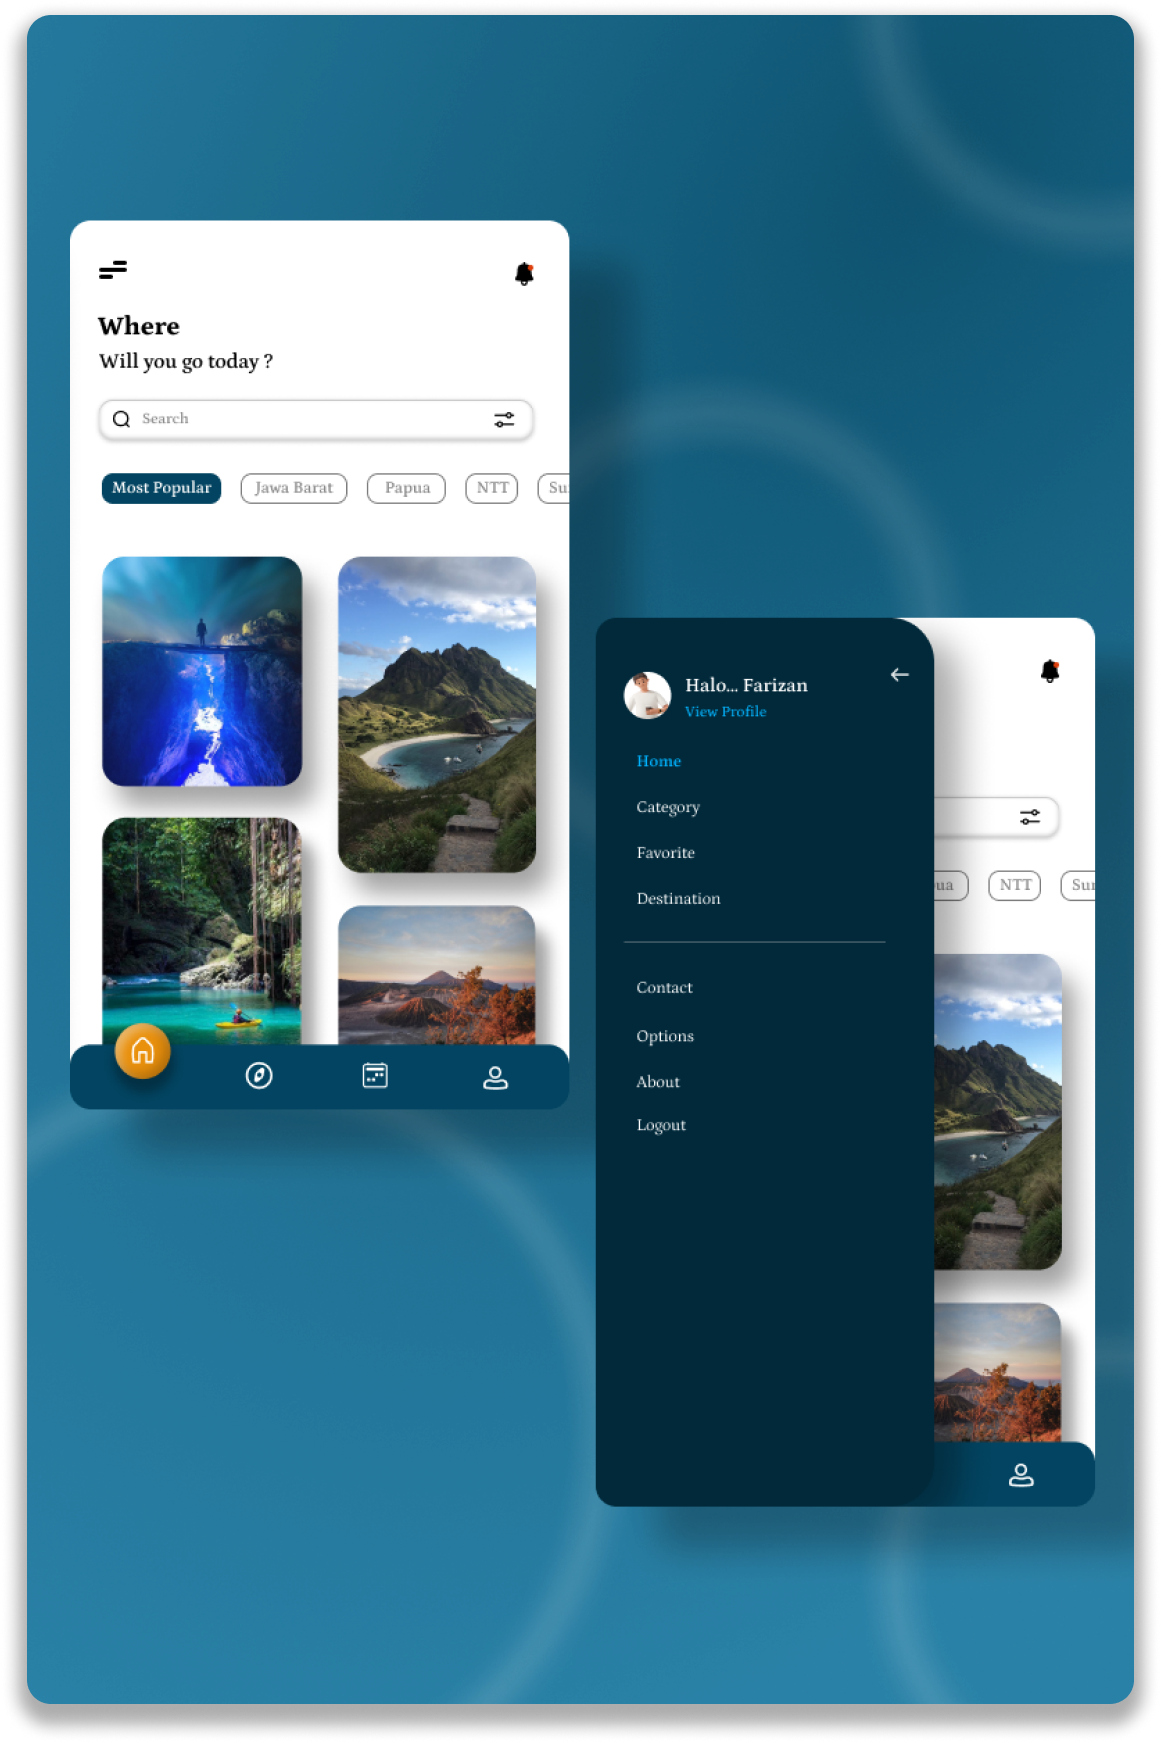 Where
Will you go today ?
Search
Most Popular
Jawa Barat
Papua
NTT
Su
Halo... Farizan
View Profile
Home
Category
Favorite
Destination
Contact
Options
About
Logout
ua
NTT
Sur